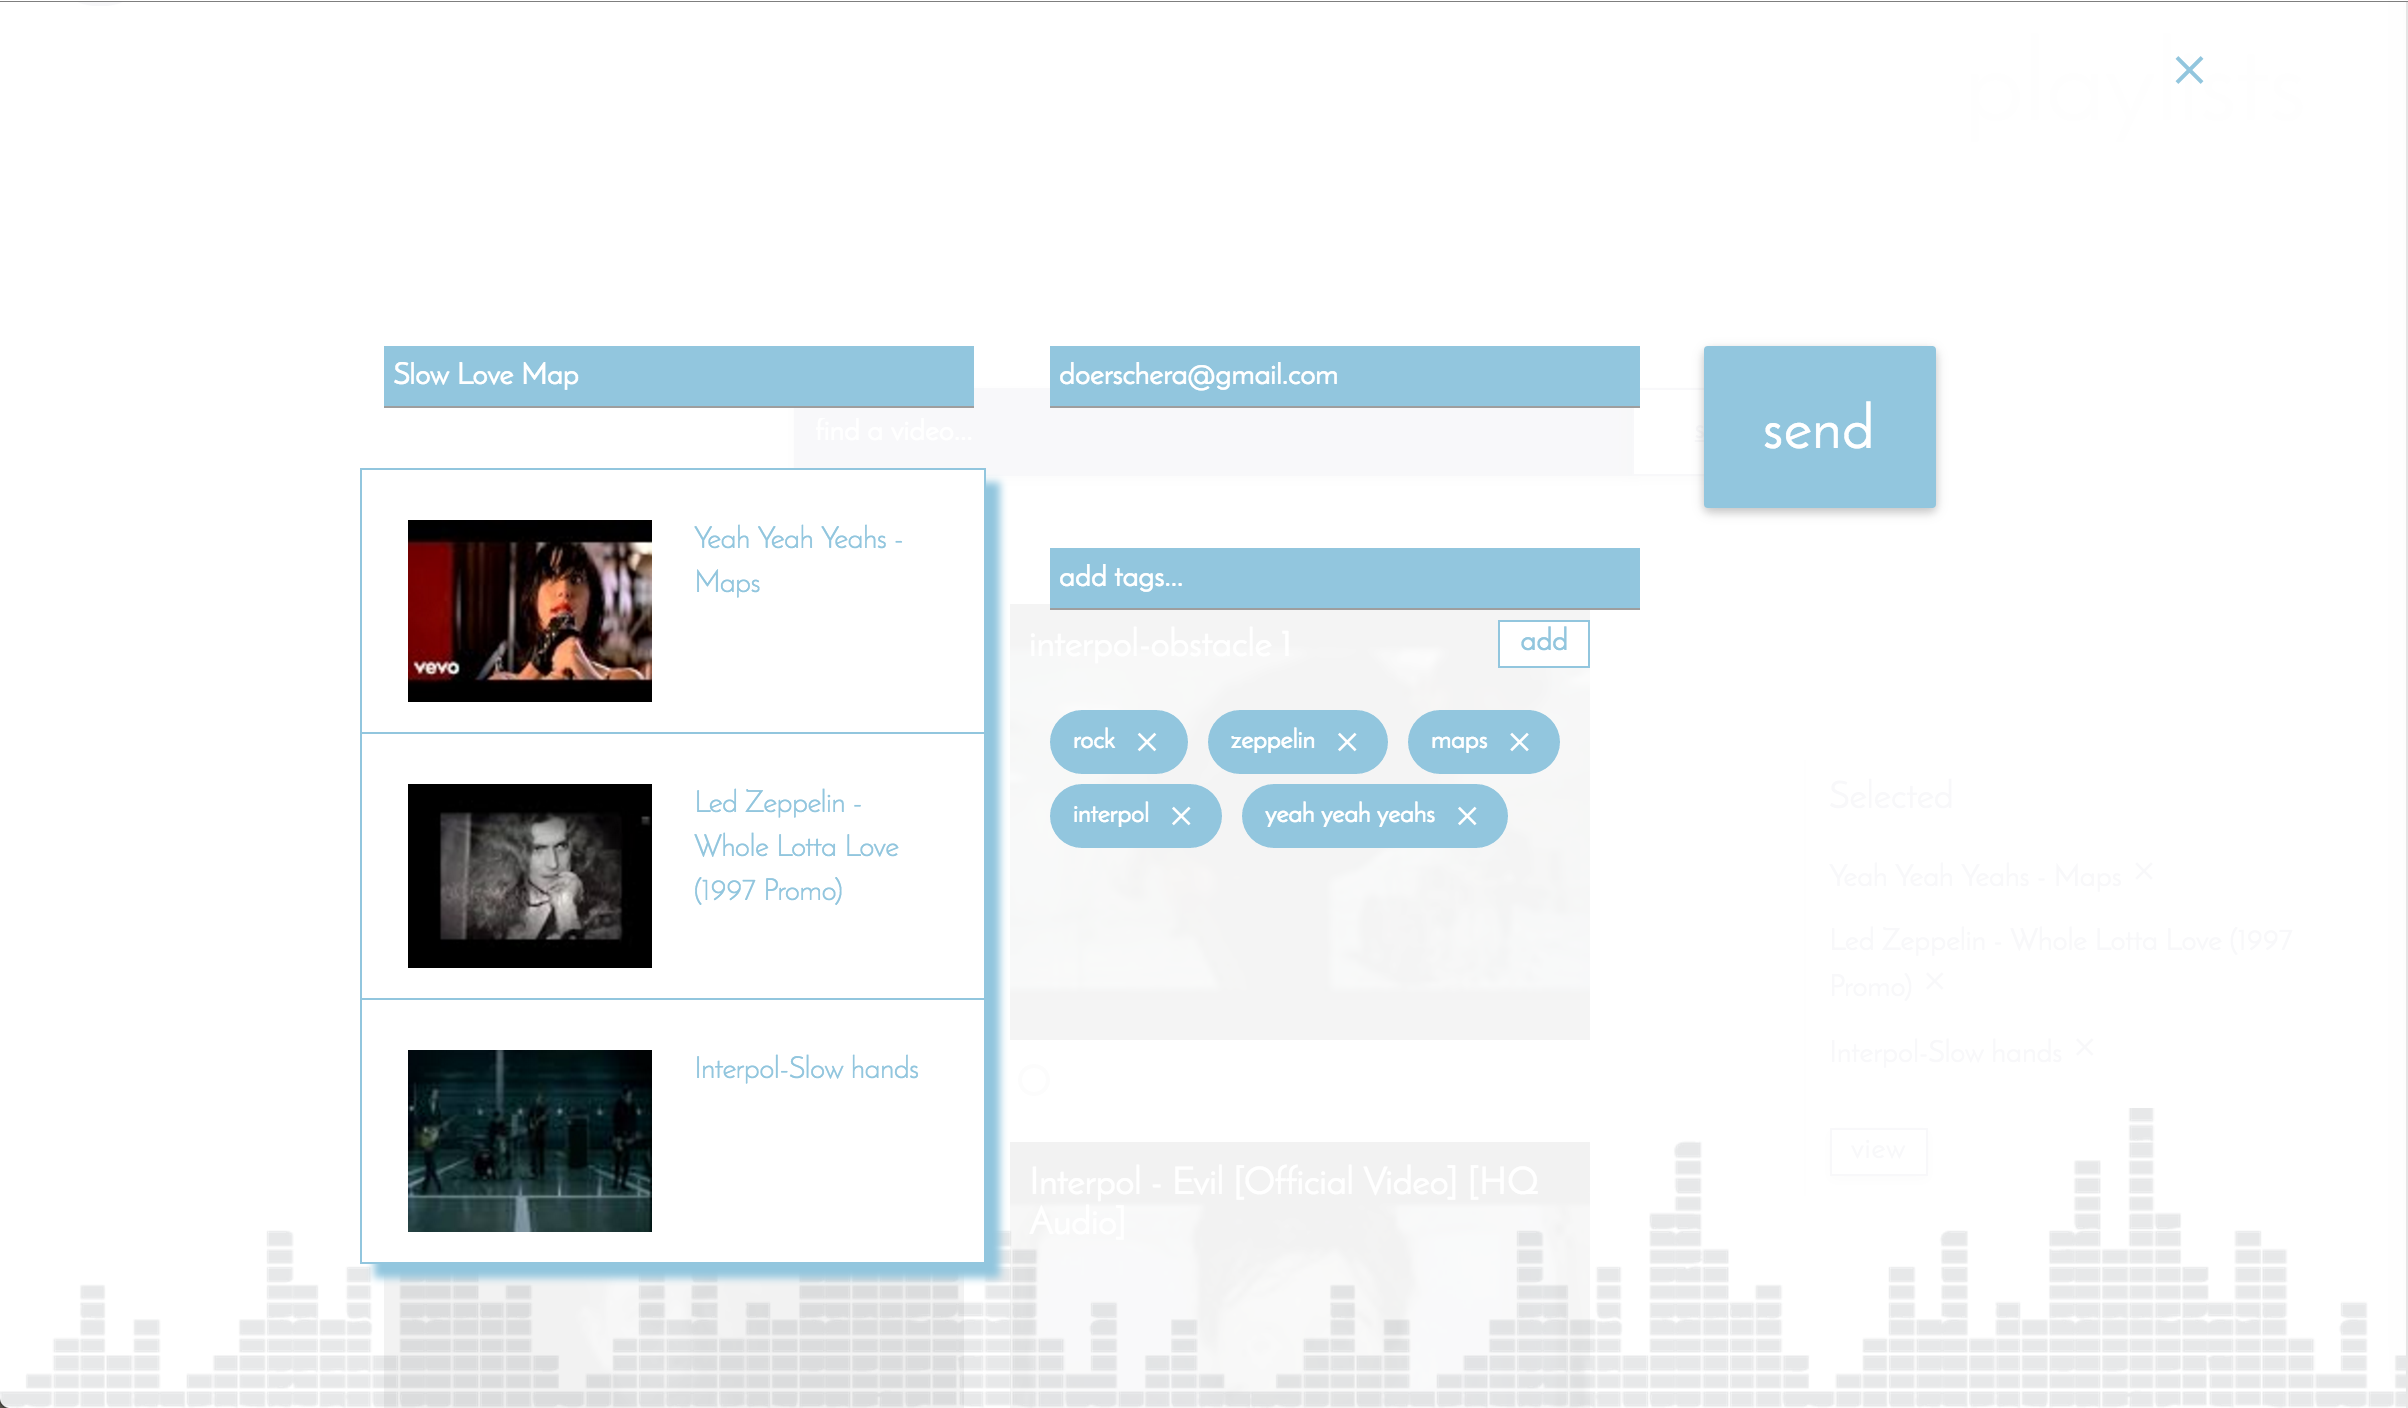 playlists
Slow Love Map
doerschera@gmail.com
send
find a video...
Yeah Yeah Yeahs -
Maps
vevo
Led Zeppelin -
Whole Lotta Love
(1997 Promo)
Interpol-Slow hands
add tags...
add
interpol-obstacle 1
rock
zeppelin
maps
interpol
yeah yeah yeahs
Interpol - Evil [Official Video] [HQ
Audio]
Selected
Yeah Yeah Yeahs - Maps
Led Zeppelin - Whole Lotta Love (1997
Promo)
Interpol-Slow hands
view